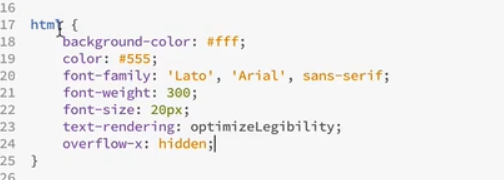 16
17 html {
18 background-color: #fff;
19 color: #555;
20 font-family: 'Lato', 'Arial', sans-serif;
21 font-weight: 300;
22 font-size: 20px;
23 text-rendering: optimizeLegibility;
24 overflow-x: hidden;
25 }
26